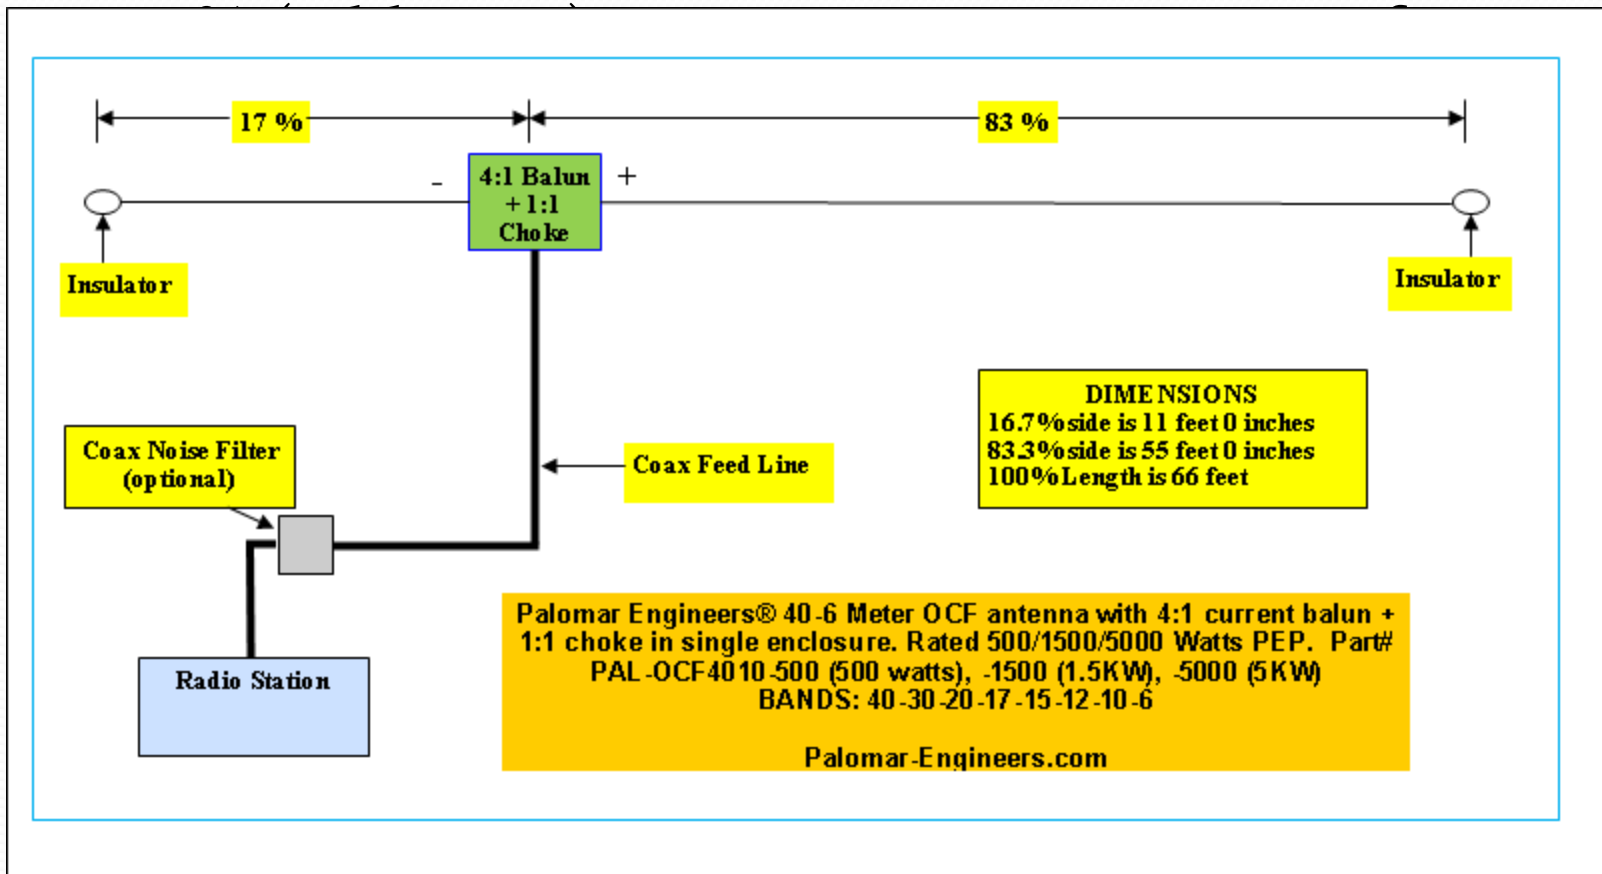 17 %
83 %
-
4:1 Balun
+ 1:1
Choke
+
Insulator
Insulator
DIMENSIONS
16.7% side is 11 feet 0 inches
83.3% side is 55 feet 0 inches
100% Length is 66 feet
Coax Noise Filter
(optional)
Coax Feed Line
Palomar Engineers® 40-6 Meter OCF antenna with 4:1 current balun +
1:1 choke in single enclosure. Rated 500/1500/5000 Watts PEP. Part#
PAL-OCF4010-500 (500 watts), -1500 (1.5KW), -5000 (5KW)
BANDS: 40-30-20-17-15-12-10-6
Palomar-Engineers.com
Radio Station